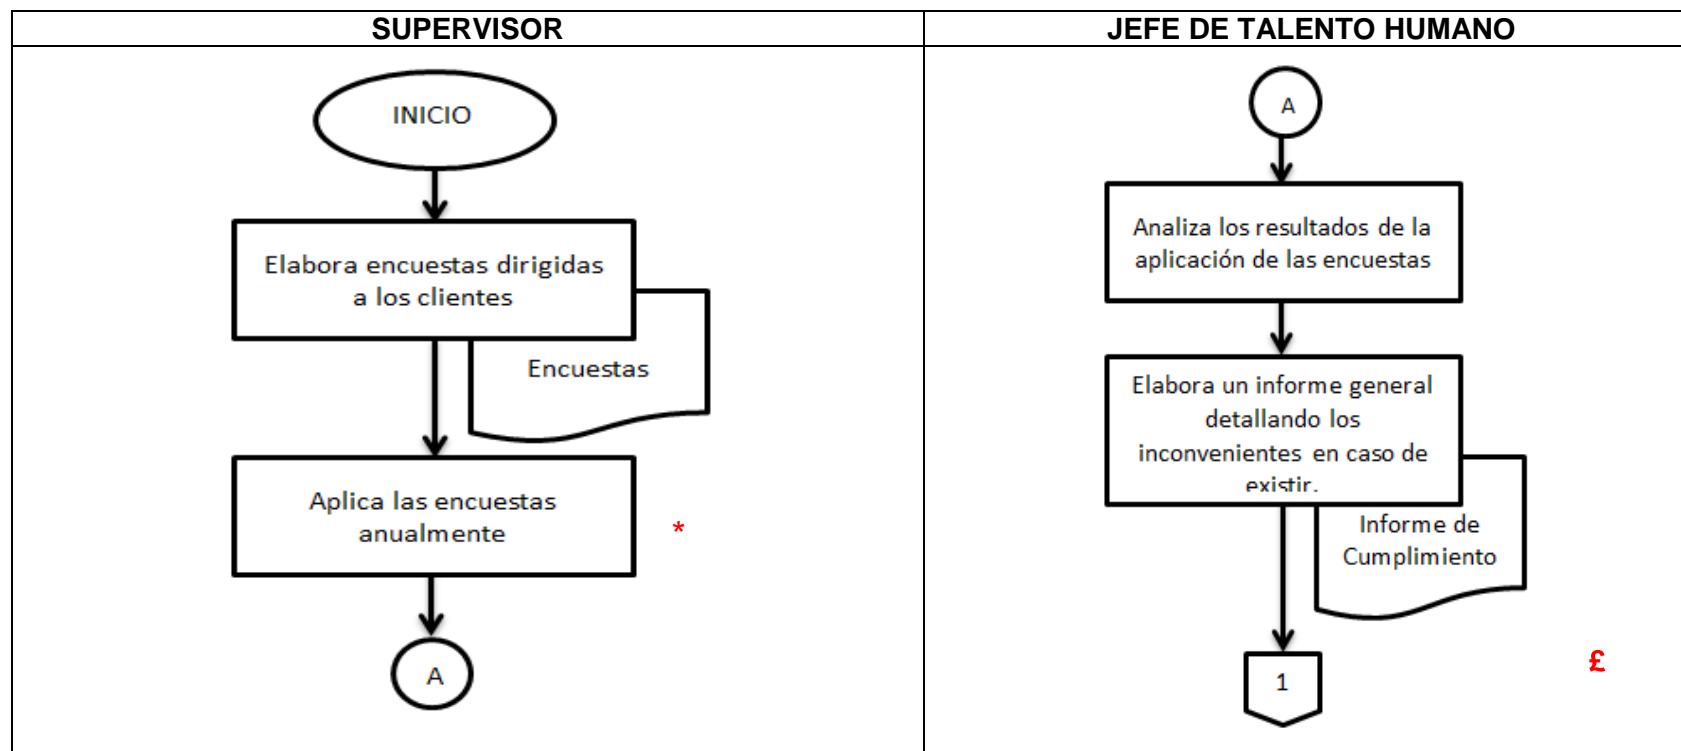 SUPERVISOR
INICIO
Elabora encuestas dirigidas
a los clientes
Encuestas
Aplica las encuestas
anualmente
*
A
JEFE DE TALENTO HUMANO
A
Analiza los resultados de la
aplicación de las encuestas
Elabora un informe general
detallando los
inconvenientes en caso de
existir.
Informe de
Cumplimiento
£
1